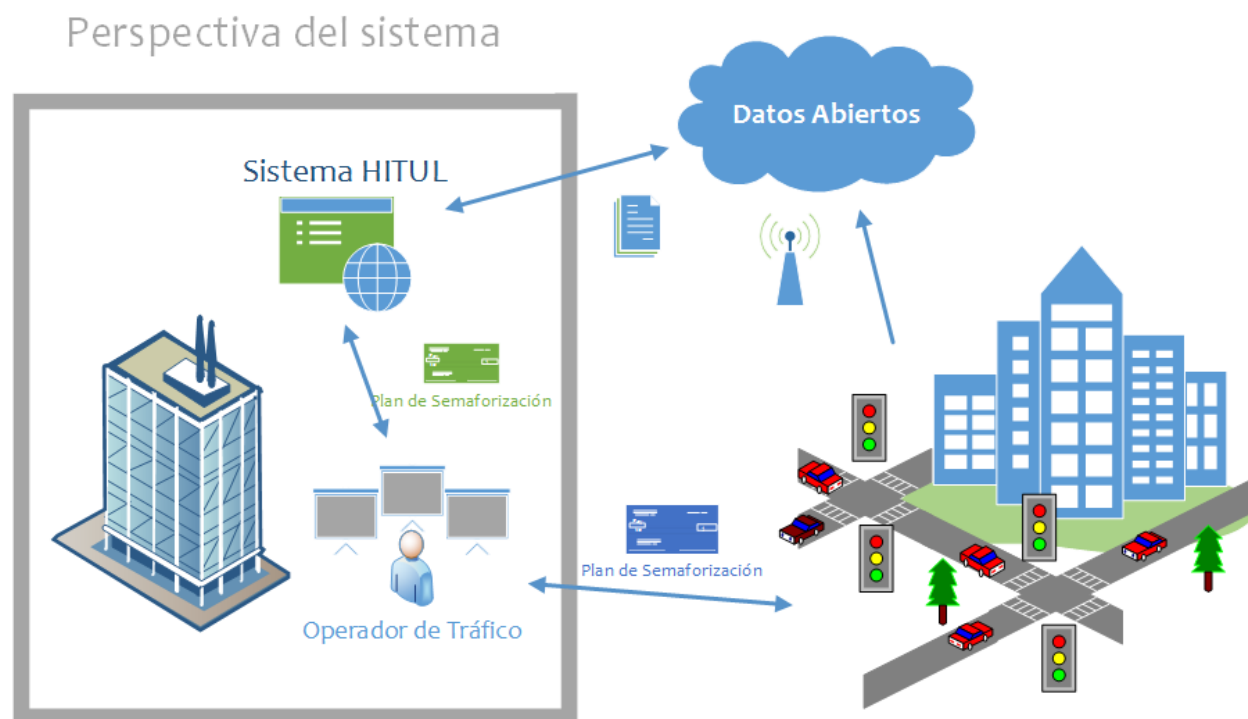 Perspectiva del sistema
Datos Abiertos
Sistema HITUL
Plan de Semaforización
Plan de Semaforización
Operador de Tráfico